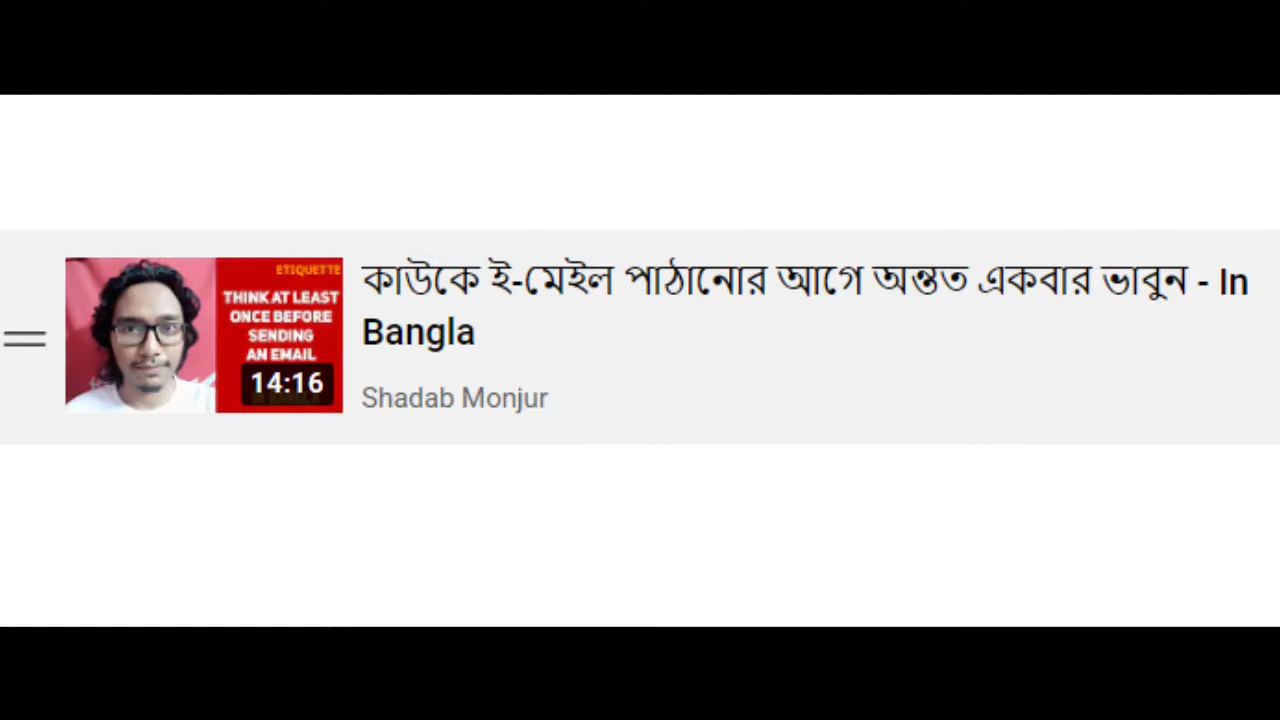 ETIQUETTE
THINK AT LEAST
ONCE BEFORE
SENDING
AN EMAIL
14:16
কাউকে ই-মেইল পাঠানোর আগে অন্তত একবার ভাবুন - In
Bangla
Shadab Monjur